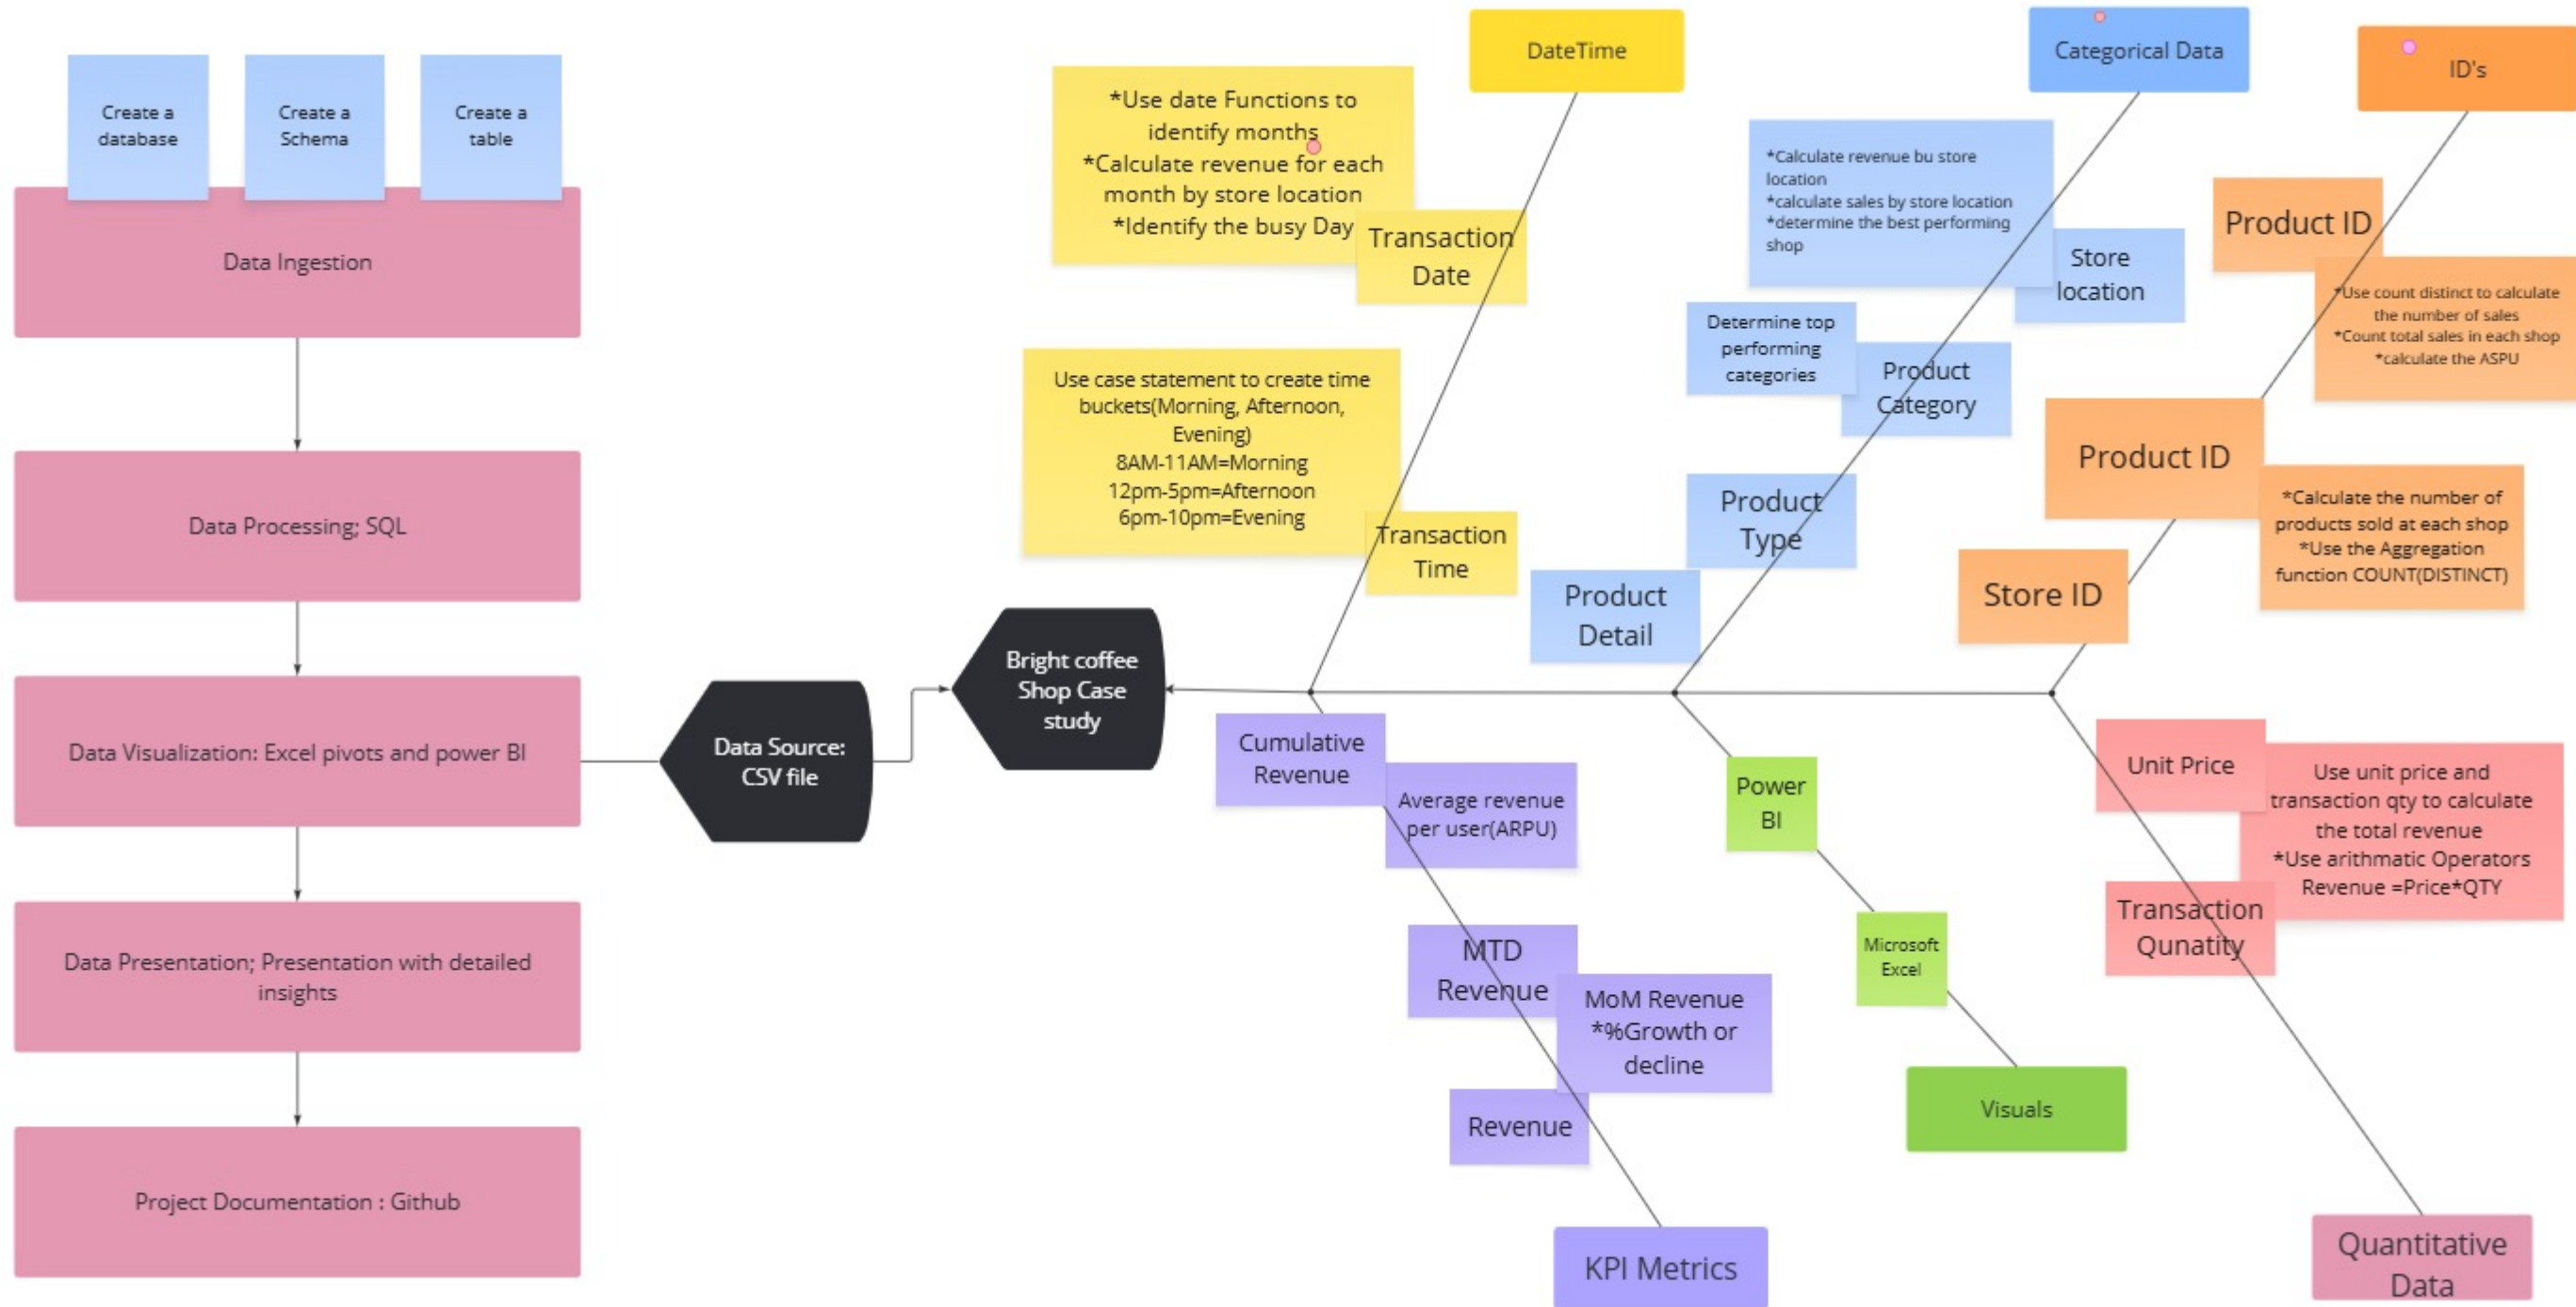 Create a
database
Create a
Schema
Create a
table
Data Ingestion
Data Processing; SQL
Data Visualization: Excel pivots and power BI
Data Presentation; Presentation with detailed
insights
Project Documentation : Github
Data Source:
CSV file
Bright coffee
Shop Case
study
DateTime
*Use date Functions to
identify months
*Calculate revenue for each
month by store location
*Identify the busy Day
Transaction
Date
Use case statement to create time
buckets(Morning, Afternoon,
Evening)
8AM-11AM=Morning
12pm-5pm=Afternoon
6pm-10pm=Evening
Transaction
Time
Categorical Data
*Calculate revenue bu store
location
*calculate sales by store location
*determine the best performing
shop
Store
location
Determine top
performing
categories
Product
Category
Product
Type
Product
Detail
ID's
Product ID
*Use count distinct to calculate
the number of sales
*Count total sales in each shop
*calculate the ASPU
Product ID
*Calculate the number of
products sold at each shop
*Use the Aggregation
function COUNT(DISTINCT)
Store ID
Cumulative
Revenue
Average revenue
per user(ARPU)
MTD
Revenue
MoM Revenue
*%Growth or
decline
Revenue
KPI Metrics
Power
BI
Microsoft
Excel
Visuals
Unit Price
Use unit price and
transaction qty to calculate
the total revenue
*Use arithmatic Operators
Revenue =Price*QTY
Transaction
Qunatity
Quantitative
Data